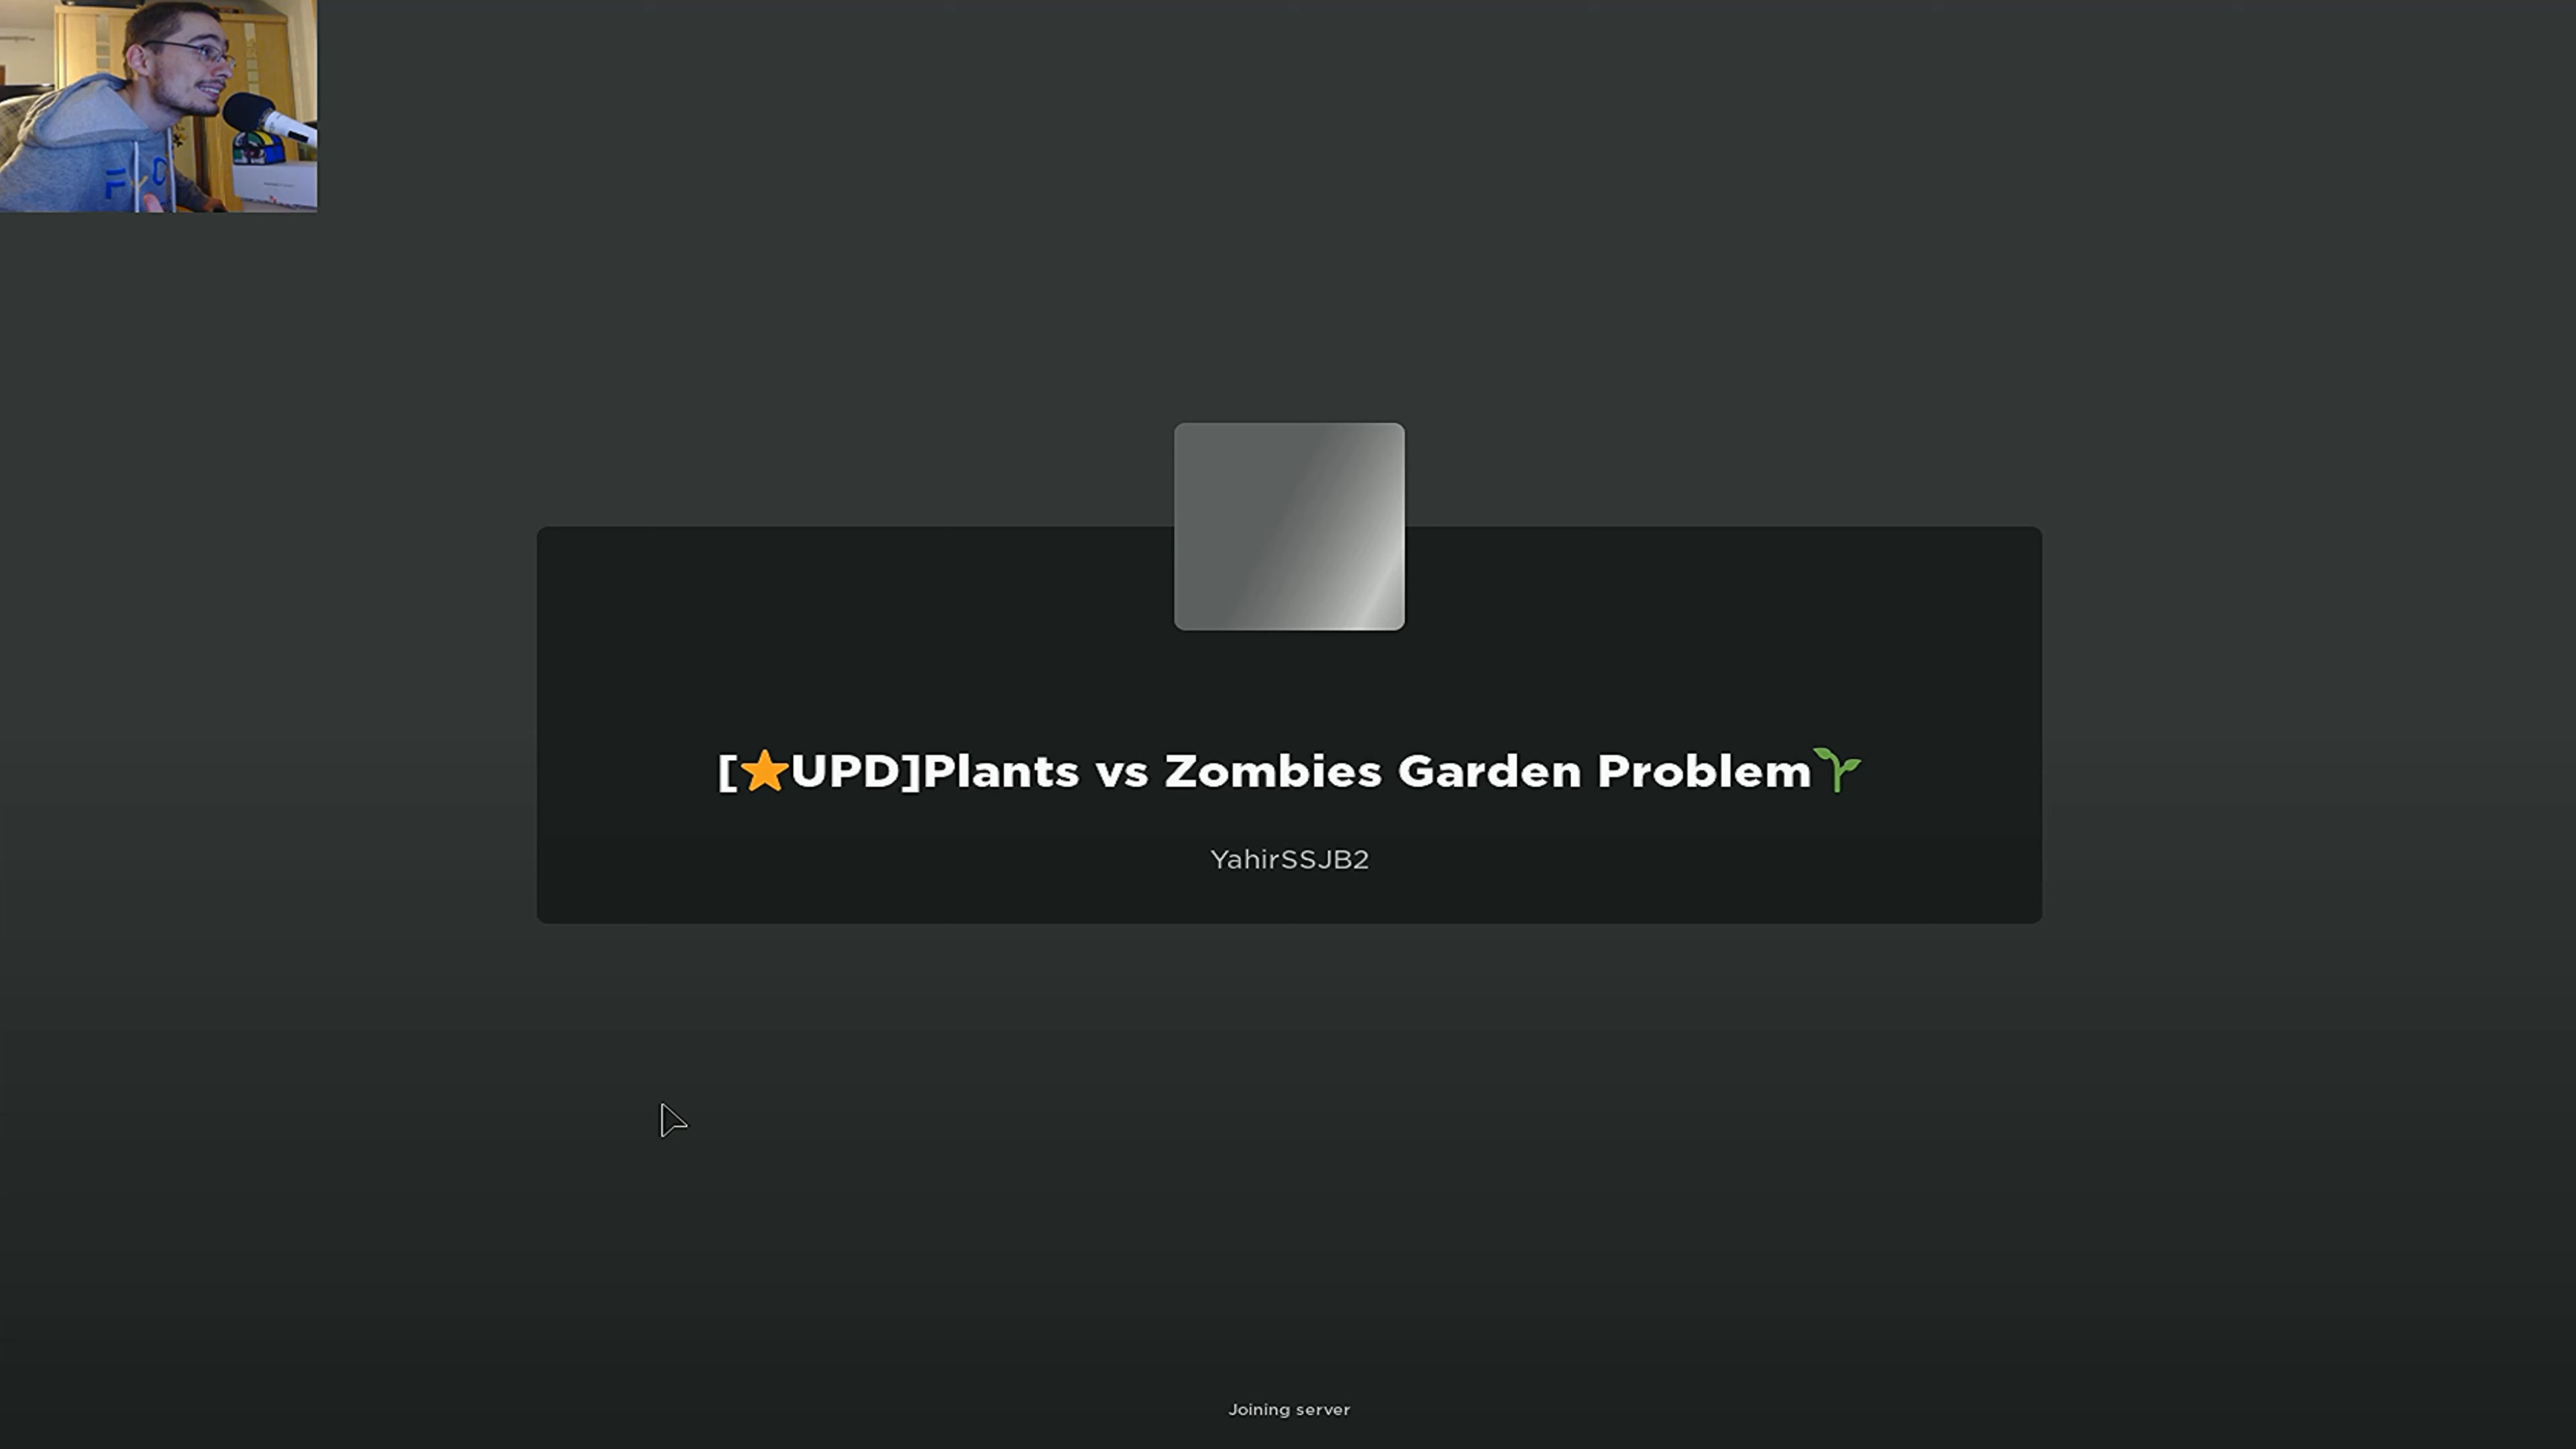 [⭐UPD]Plants vs Zombies Garden Problem🌱
YahirSSJB2
Joining server